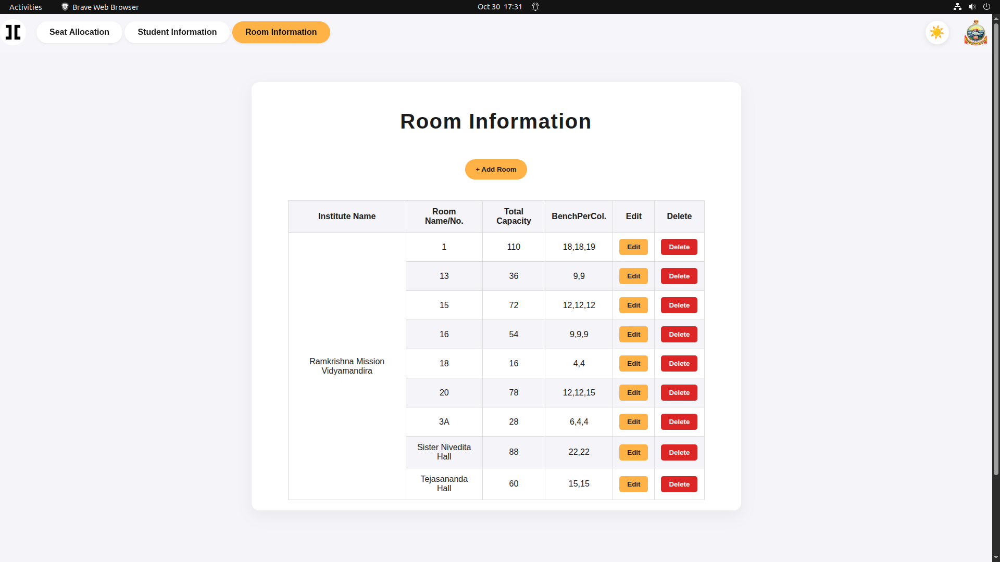 Activities
Brave Web Browser
Oct 30 17:31
Seat Allocation
Student Information
Room Information
Room Information
+ Add Room
Institute Name
Room
Name/No.
Total
Capacity
BenchPerCol.
Edit
Delete
Ramkrishna Mission
Vidyamandira
1
110
18,18,19
Edit
Delete
13
36
9,9
Edit
Delete
15
72
12,12,12
Edit
Delete
16
54
9,9,9
Edit
Delete
18
16
4,4
Edit
Delete
20
78
12,12,15
Edit
Delete
3A
28
6,4,4
Edit
Delete
Sister Nivedita
Hall
88
22,22
Edit
Delete
Tejasananda
Hall
60
15,15
Edit
Delete